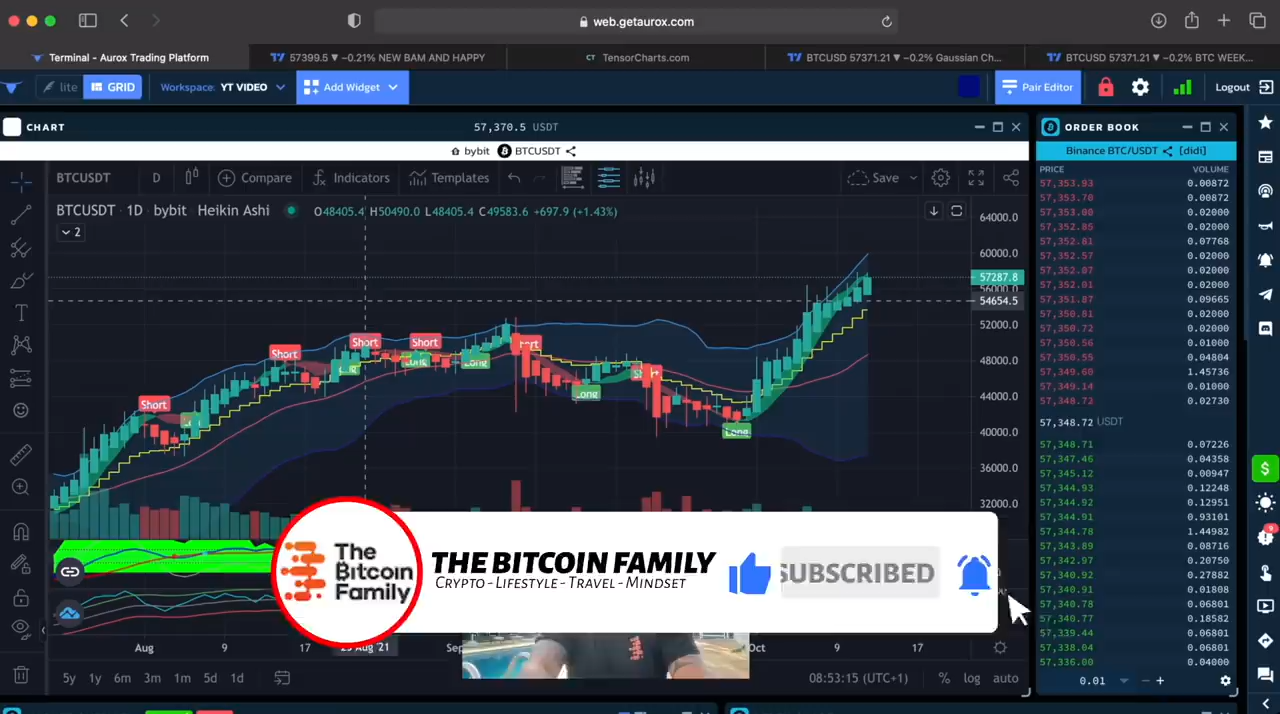 web.getaurox.com
Terminal - Aurox Trading Platform
57399.5 ▼ −0.21% NEW BAM AND HAPPY
CT TensorCharts.com
BTCUSD 57371.21 ▼ −0.2% Gaussian Ch...
BTCUSD 57371.21 ▼ −0.2% BTC WEEK...
lite
GRID
Workspace: YT VIDEO
Add Widget
Pair Editor
Logout
CHART
57,370.5 USDT
bybit BTCUSDT
BTCUSDT D Compare Indicators Templates Save
BTCUSDT · 1D · bybit Heikin Ashi O48405.4 H50490.0 L48405.4 C49583.6 +697.9 (+1.43%)
2
64000.0
60000.0
57287.8
56000.0
54654.5
52000.0
48000.0
44000.0
40000.0
36000.0
32000.0
Short
Short
Short
Short
Long
Long
Long
Long
ORDER BOOK
Binance BTC/USDT [didi]
PRICE VOLUME
57,353.93 0.00872
57,353.70 0.00872
57,353.00 0.02000
57,352.85 0.02000
57,352.81 0.07768
57,352.57 0.02000
57,352.07 0.02000
57,352.01 0.02000
57,351.87 0.09665
57,350.81 0.02000
57,350.72 0.02000
57,350.56 0.01000
57,350.55 0.04804
57,349.60 1.45736
57,349.14 0.01000
57,348.72 0.02730
57,348.72 USDT
57,348.71 0.07226
57,347.46 0.04358
57,345.12 0.00947
57,344.93 0.12248
57,344.92 0.12951
57,344.91 0.93101
57,344.78 1.44982
57,343.89 0.08716
57,342.97 0.20750
57,340.92 0.27882
57,340.91 0.01808
57,340.78 0.06801
57,340.77 0.18582
57,339.44 0.06801
57,338.04 0.06801
57,336.00 0.04000
0.01 − +
The
Bitcoin
Family
THE BITCOIN FAMILY
CRYPTO - LIFESTYLE - TRAVEL - MINDSET
SUBSCRIBED
Aug 9 17 25 Aug '21 Sep Oct 9 17
5y 1y 6m 3m 1m 5d 1d
08:53:15 (UTC+1) % log auto